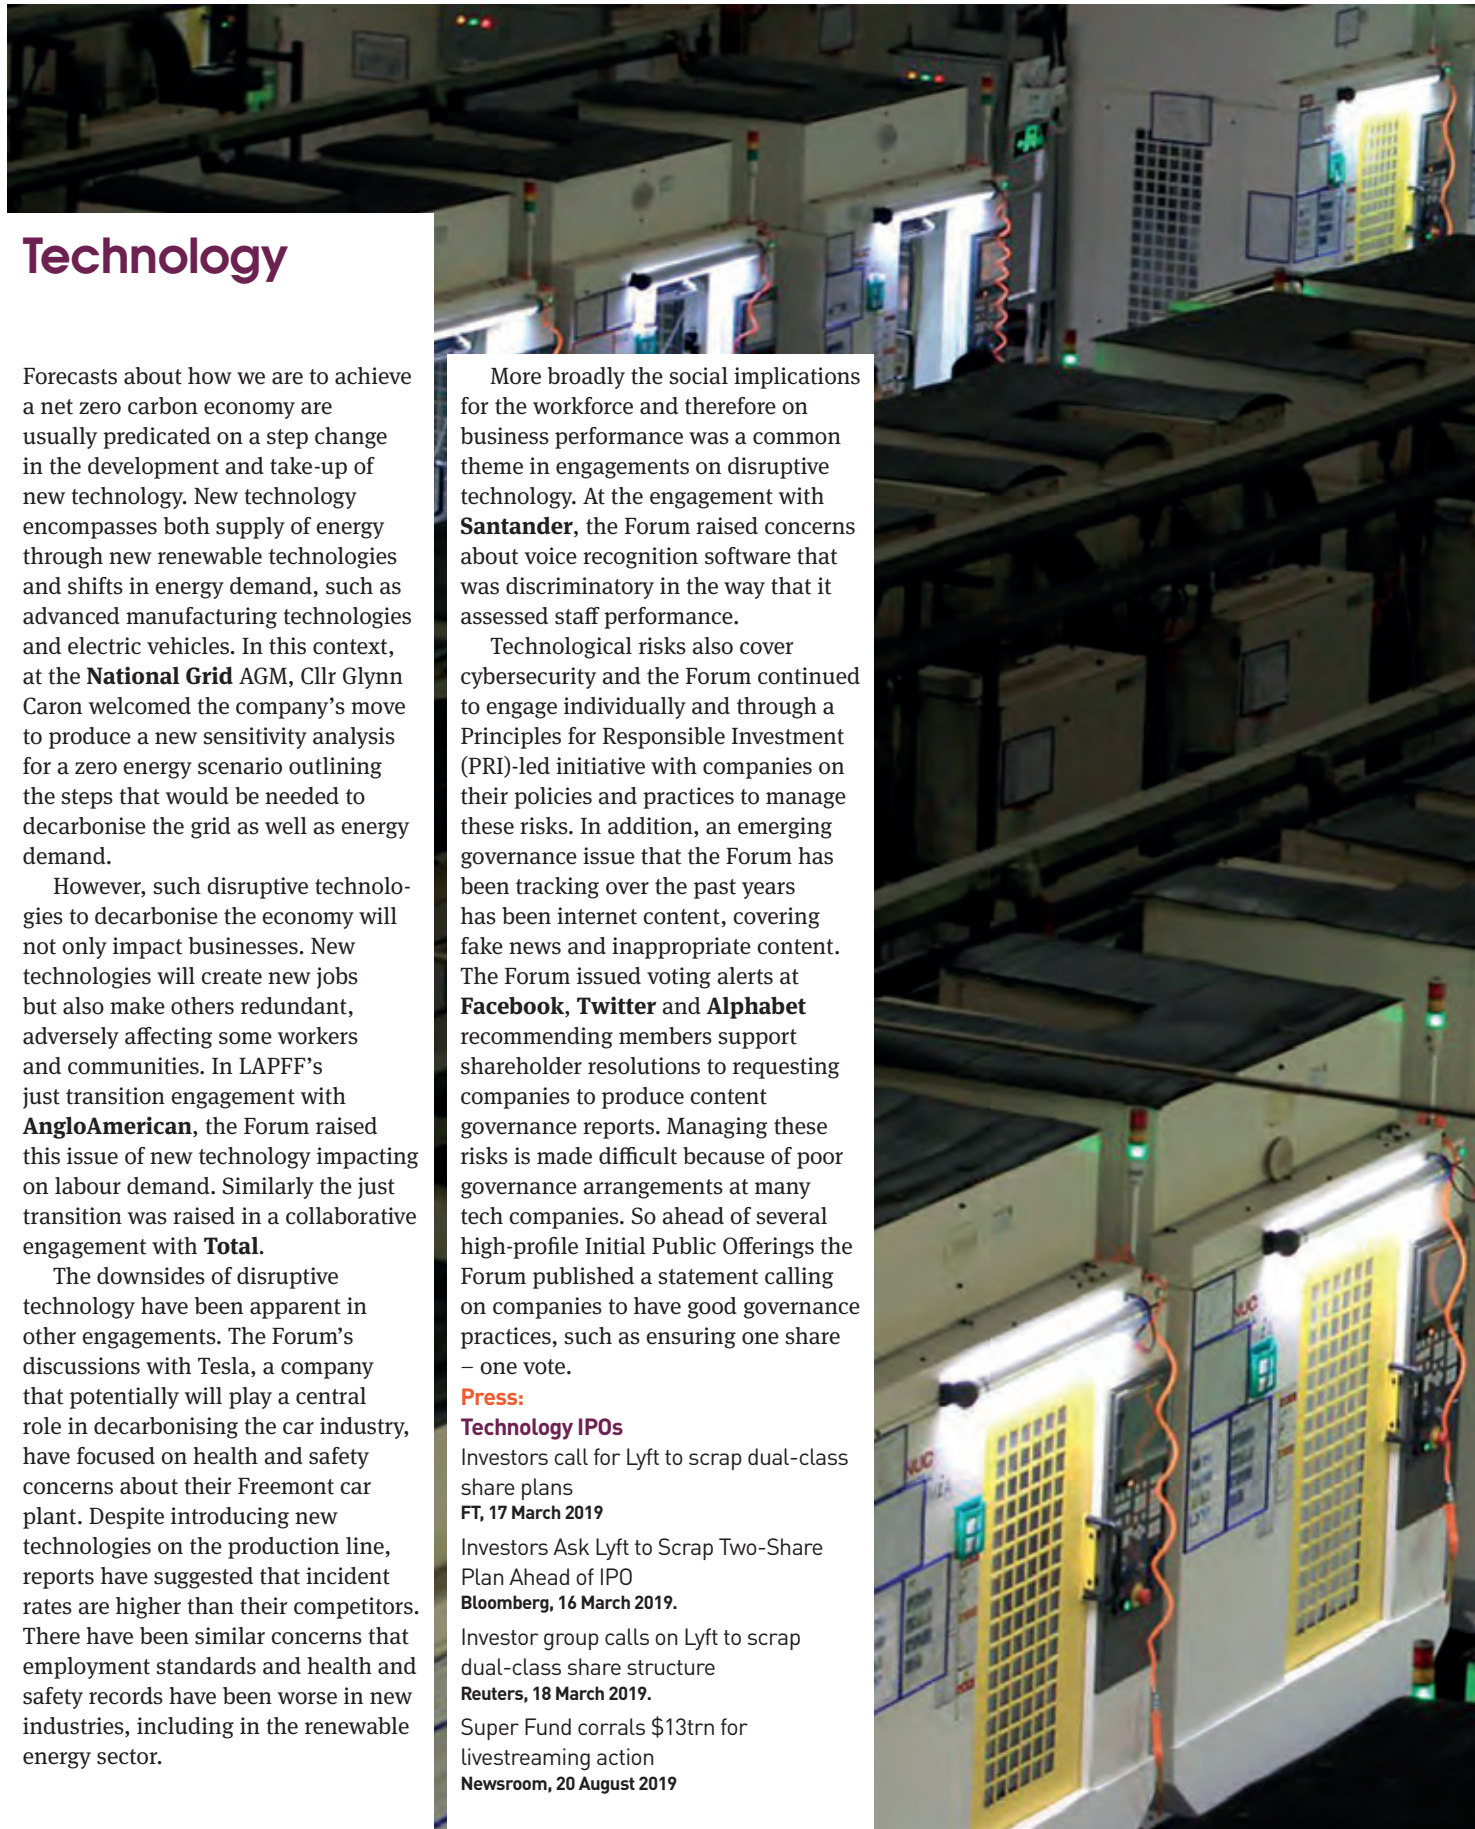 Technology
Forecasts about how we are to achieve
a net zero carbon economy are
usually predicated on a step change
in the development and take-up of
new technology. New technology
encompasses both supply of energy
through new renewable technologies
and shifts in energy demand, such as
advanced manufacturing technologies
and electric vehicles. In this context,
at the National Grid AGM, Cllr Glynn
Caron welcomed the company’s move
to produce a new sensitivity analysis
for a zero energy scenario outlining
the steps that would be needed to
decarbonise the grid as well as energy
demand.
However, such disruptive technolo-
gies to decarbonise the economy will
not only impact businesses. New
technologies will create new jobs
but also make others redundant,
adversely affecting some workers
and communities. In LAPFF’s
just transition engagement with
AngloAmerican, the Forum raised
this issue of new technology impacting
on labour demand. Similarly the just
transition was raised in a collaborative
engagement with Total.
The downsides of disruptive
technology have been apparent in
other engagements. The Forum’s
discussions with Tesla, a company
that potentially will play a central
role in decarbonising the car industry,
have focused on health and safety
concerns about their Freemont car
plant. Despite introducing new
technologies on the production line,
reports have suggested that incident
rates are higher than their competitors.
There have been similar concerns that
employment standards and health and
safety records have been worse in new
industries, including in the renewable
energy sector.
More broadly the social implications
for the workforce and therefore on
business performance was a common
theme in engagements on disruptive
technology. At the engagement with
Santander, the Forum raised concerns
about voice recognition software that
was discriminatory in the way that it
assessed staff performance.
Technological risks also cover
cybersecurity and the Forum continued
to engage individually and through a
Principles for Responsible Investment
(PRI)-led initiative with companies on
their policies and practices to manage
these risks. In addition, an emerging
governance issue that the Forum has
been tracking over the past years
has been internet content, covering
fake news and inappropriate content.
The Forum issued voting alerts at
Facebook, Twitter and Alphabet
recommending members support
shareholder resolutions to requesting
companies to produce content
governance reports. Managing these
risks is made difficult because of poor
governance arrangements at many
tech companies. So ahead of several
high-profile Initial Public Offerings the
Forum published a statement calling
on companies to have good governance
practices, such as ensuring one share
– one vote.
Press:
Technology IPOs
Investors call for Lyft to scrap dual-class
share plans
FT, 17 March 2019
Investors Ask Lyft to Scrap Two-Share
Plan Ahead of IPO
Bloomberg, 16 March 2019.
Investor group calls on Lyft to scrap
dual-class share structure
Reuters, 18 March 2019.
Super Fund corrals $13trn for
livestreaming action
Newsroom, 20 August 2019